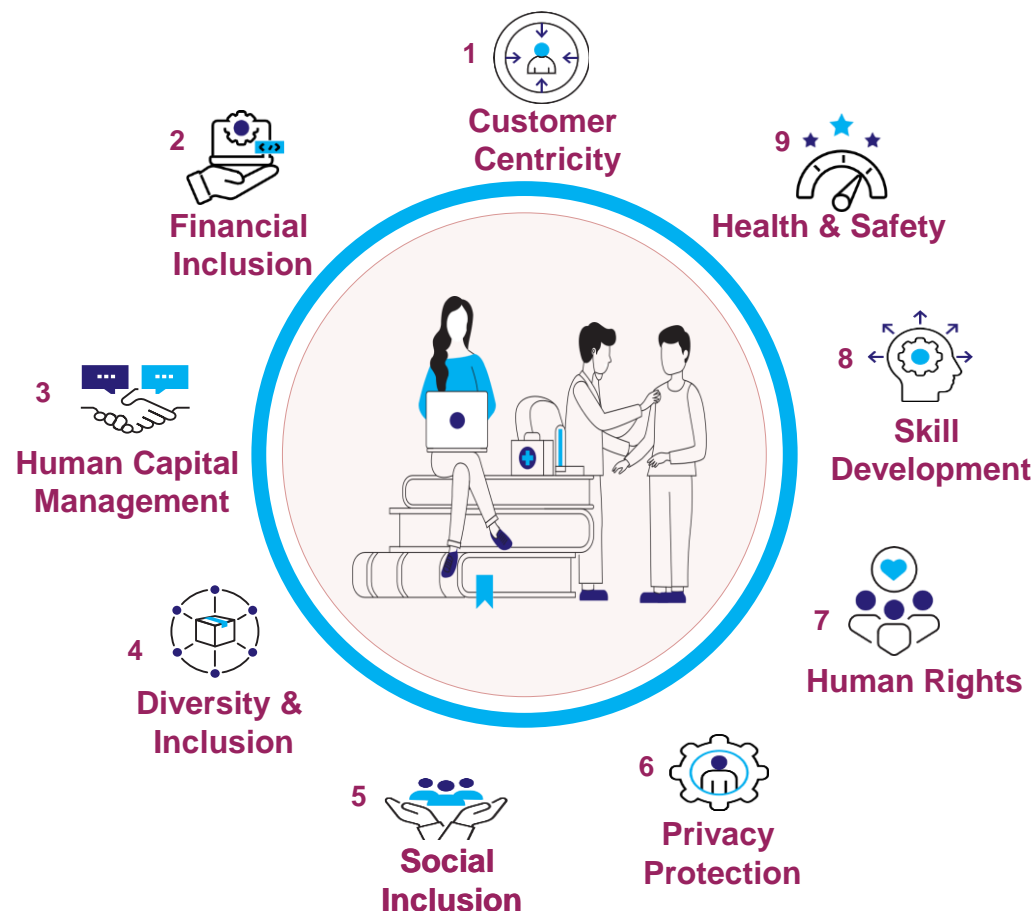 1
Customer
Centricity
2
Financial
Inclusion
3
Human Capital
Management
4
Diversity &
Inclusion
5
Social
Inclusion
6
Privacy
Protection
7
Human Rights
8
Skill
Development
9
Health & Safety